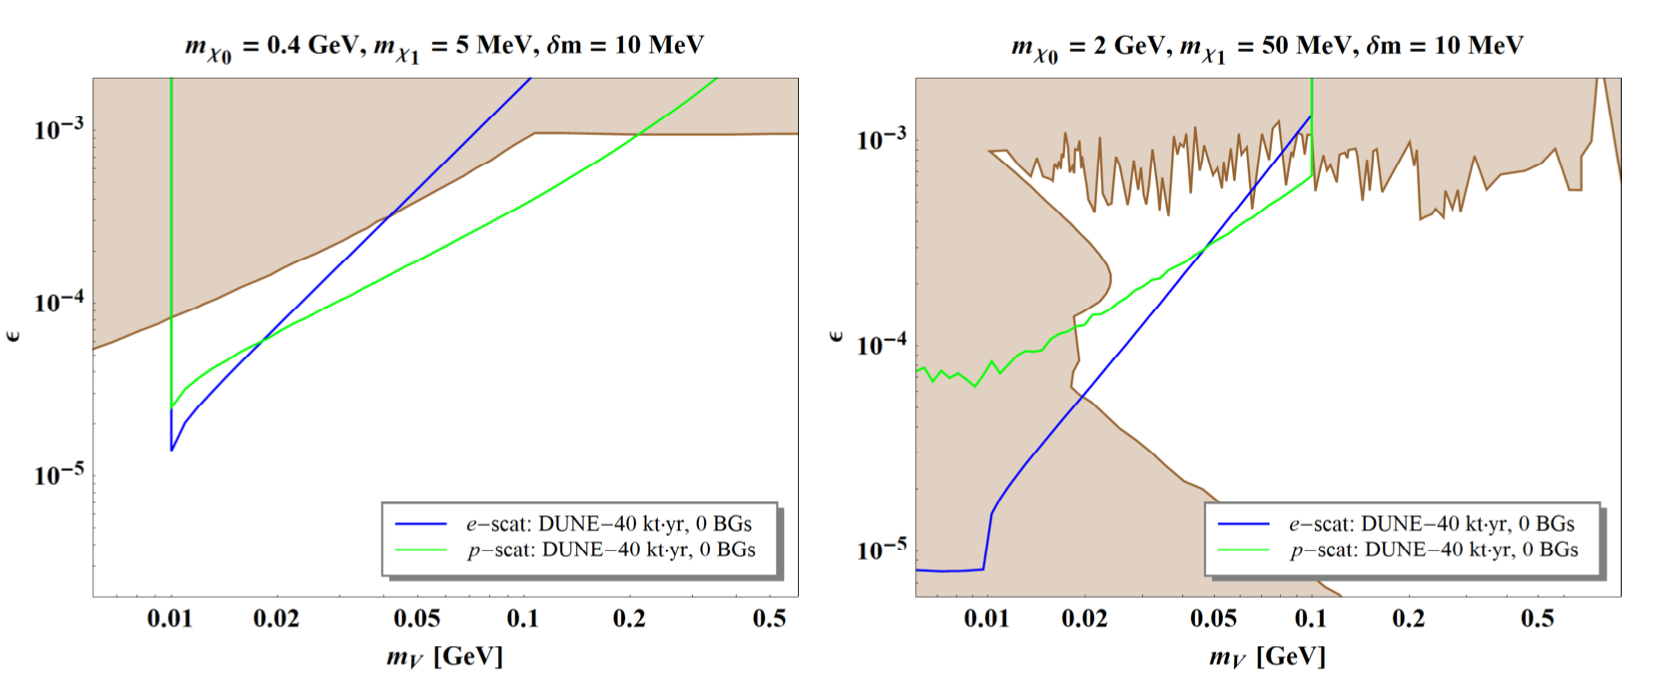 m_χ0 = 0.4 GeV, m_χ1 = 5 MeV, δm = 10 MeV
10^-3
10^-4
10^-5
ϵ
e−scat: DUNE−40 kt·yr, 0 BGs
p−scat: DUNE−40 kt·yr, 0 BGs
0.01 0.02 0.05 0.1 0.2 0.5
m_V [GeV]
m_χ0 = 2 GeV, m_χ1 = 50 MeV, δm = 10 MeV
10^-3
10^-4
10^-5
ϵ
e−scat: DUNE−40 kt·yr, 0 BGs
p−scat: DUNE−40 kt·yr, 0 BGs
0.01 0.02 0.05 0.1 0.2 0.5
m_V [GeV]